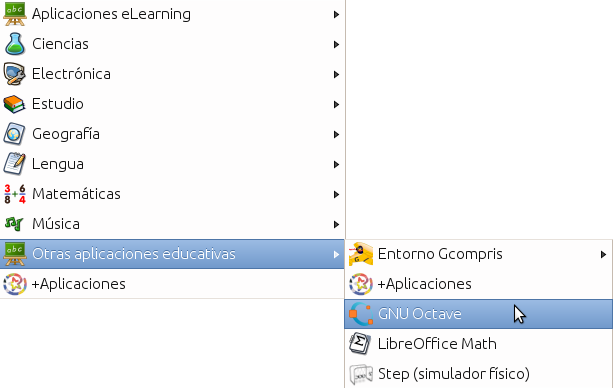 Aplicaciones eLearning
Ciencias
Electrónica
Estudio
Geografía
Lengua
Matemáticas
Música
Otras aplicaciones educativas
+Aplicaciones
Entorno Gcompris
+Aplicaciones
GNU Octave
LibreOffice Math
Step (simulador físico)